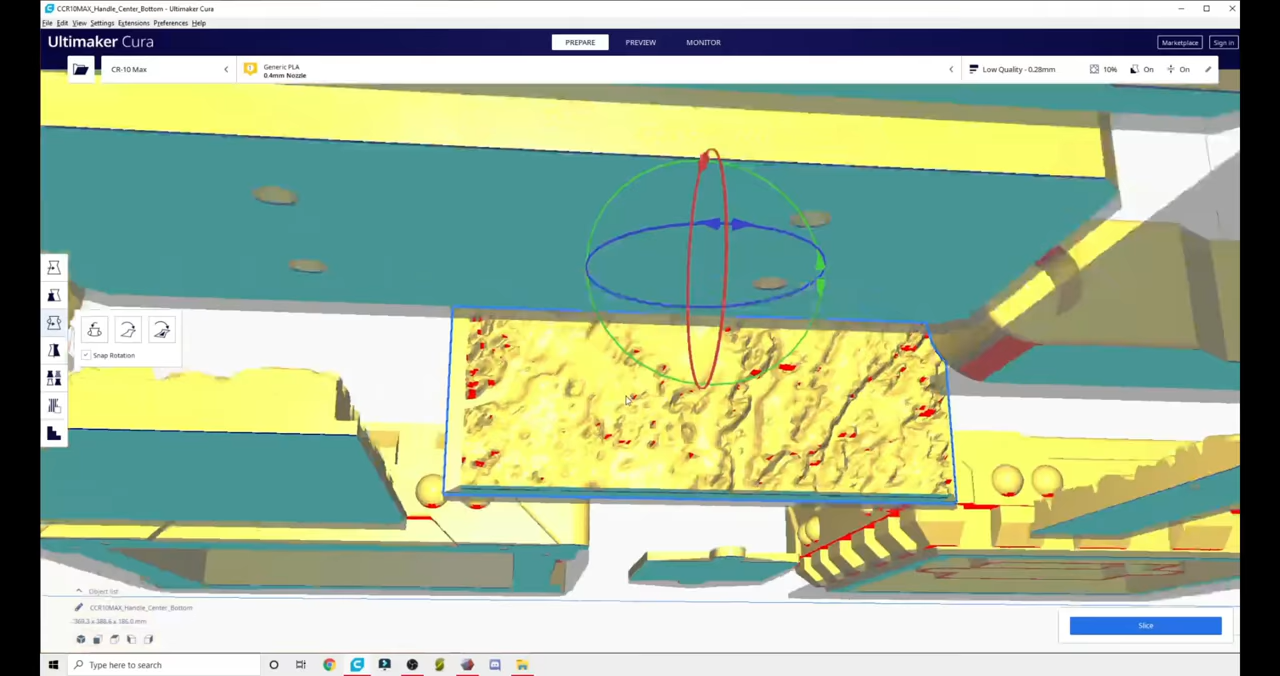 CCR10MAX_Handle_Center_Bottom - Ultimaker Cura
File Edit View Settings Extensions Preferences Help
Ultimaker Cura
PREPARE
PREVIEW
MONITOR
Marketplace
Sign in
CR-10 Max
Generic PLA
0.4mm Nozzle
Low Quality - 0.28mm
10%
On
On
Snap Rotation
Object list
CCR10MAX_Handle_Center_Bottom
Slice
Type here to search